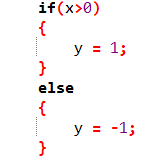 if(x>0)
{
    y = 1;
}
else
{
    y = -1;
}